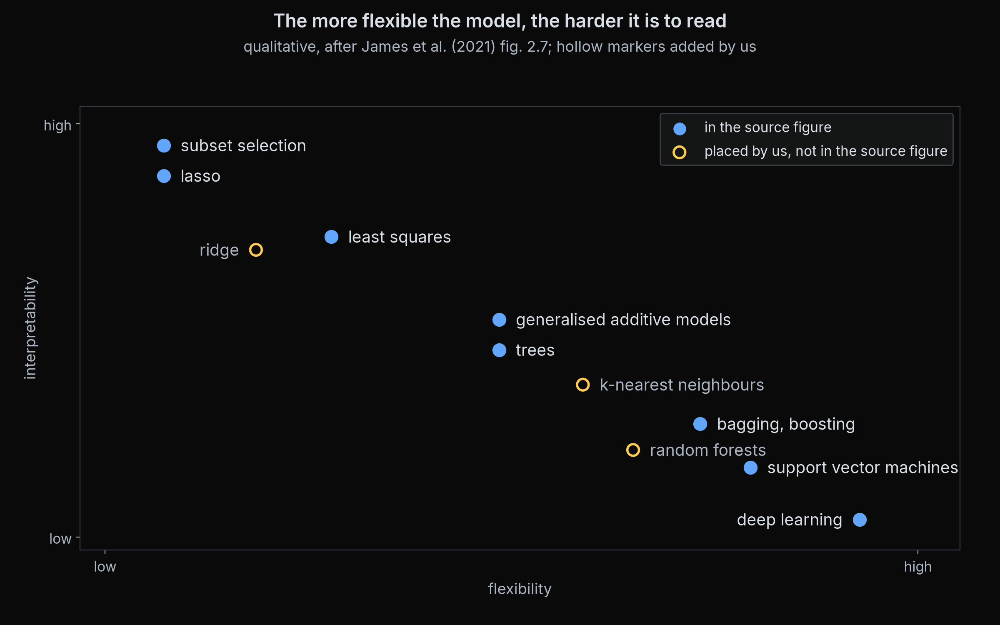 The more flexible the model, the harder it is to read
qualitative, after James et al. (2021) fig. 2.7; hollow markers added by us
high
in the source figure
placed by us, not in the source figure
subset selection
lasso
least squares
ridge
interpretability
generalised additive models
trees
k-nearest neighbours
bagging, boosting
random forests
support vector machines
deep learning
low
low
high
flexibility